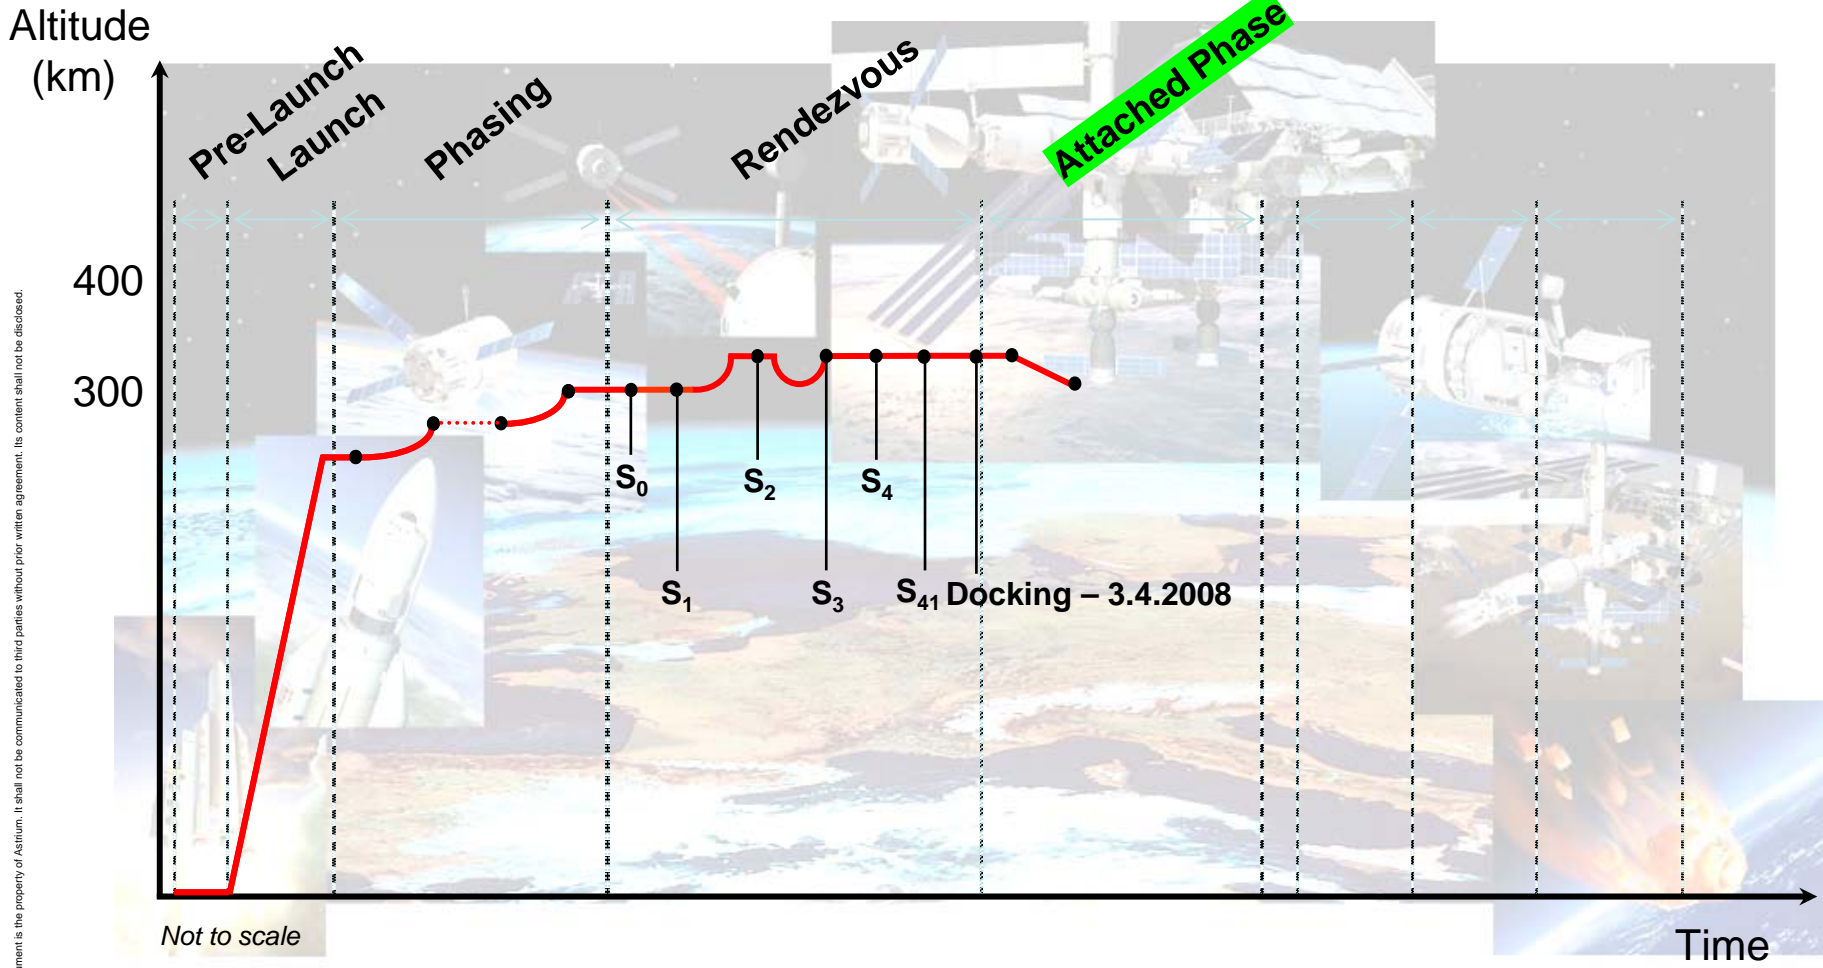 Altitude
(km)
Pre-Launch
Launch
Phasing
Rendezvous
Attached Phase
400
300
S0
S2
S4
S1
S3
S41
Docking – 3.4.2008
Not to scale
Time
is the property of Astrium. It shall not be communicated to third parties without prior written agreement. Its content shall not be disclosed.